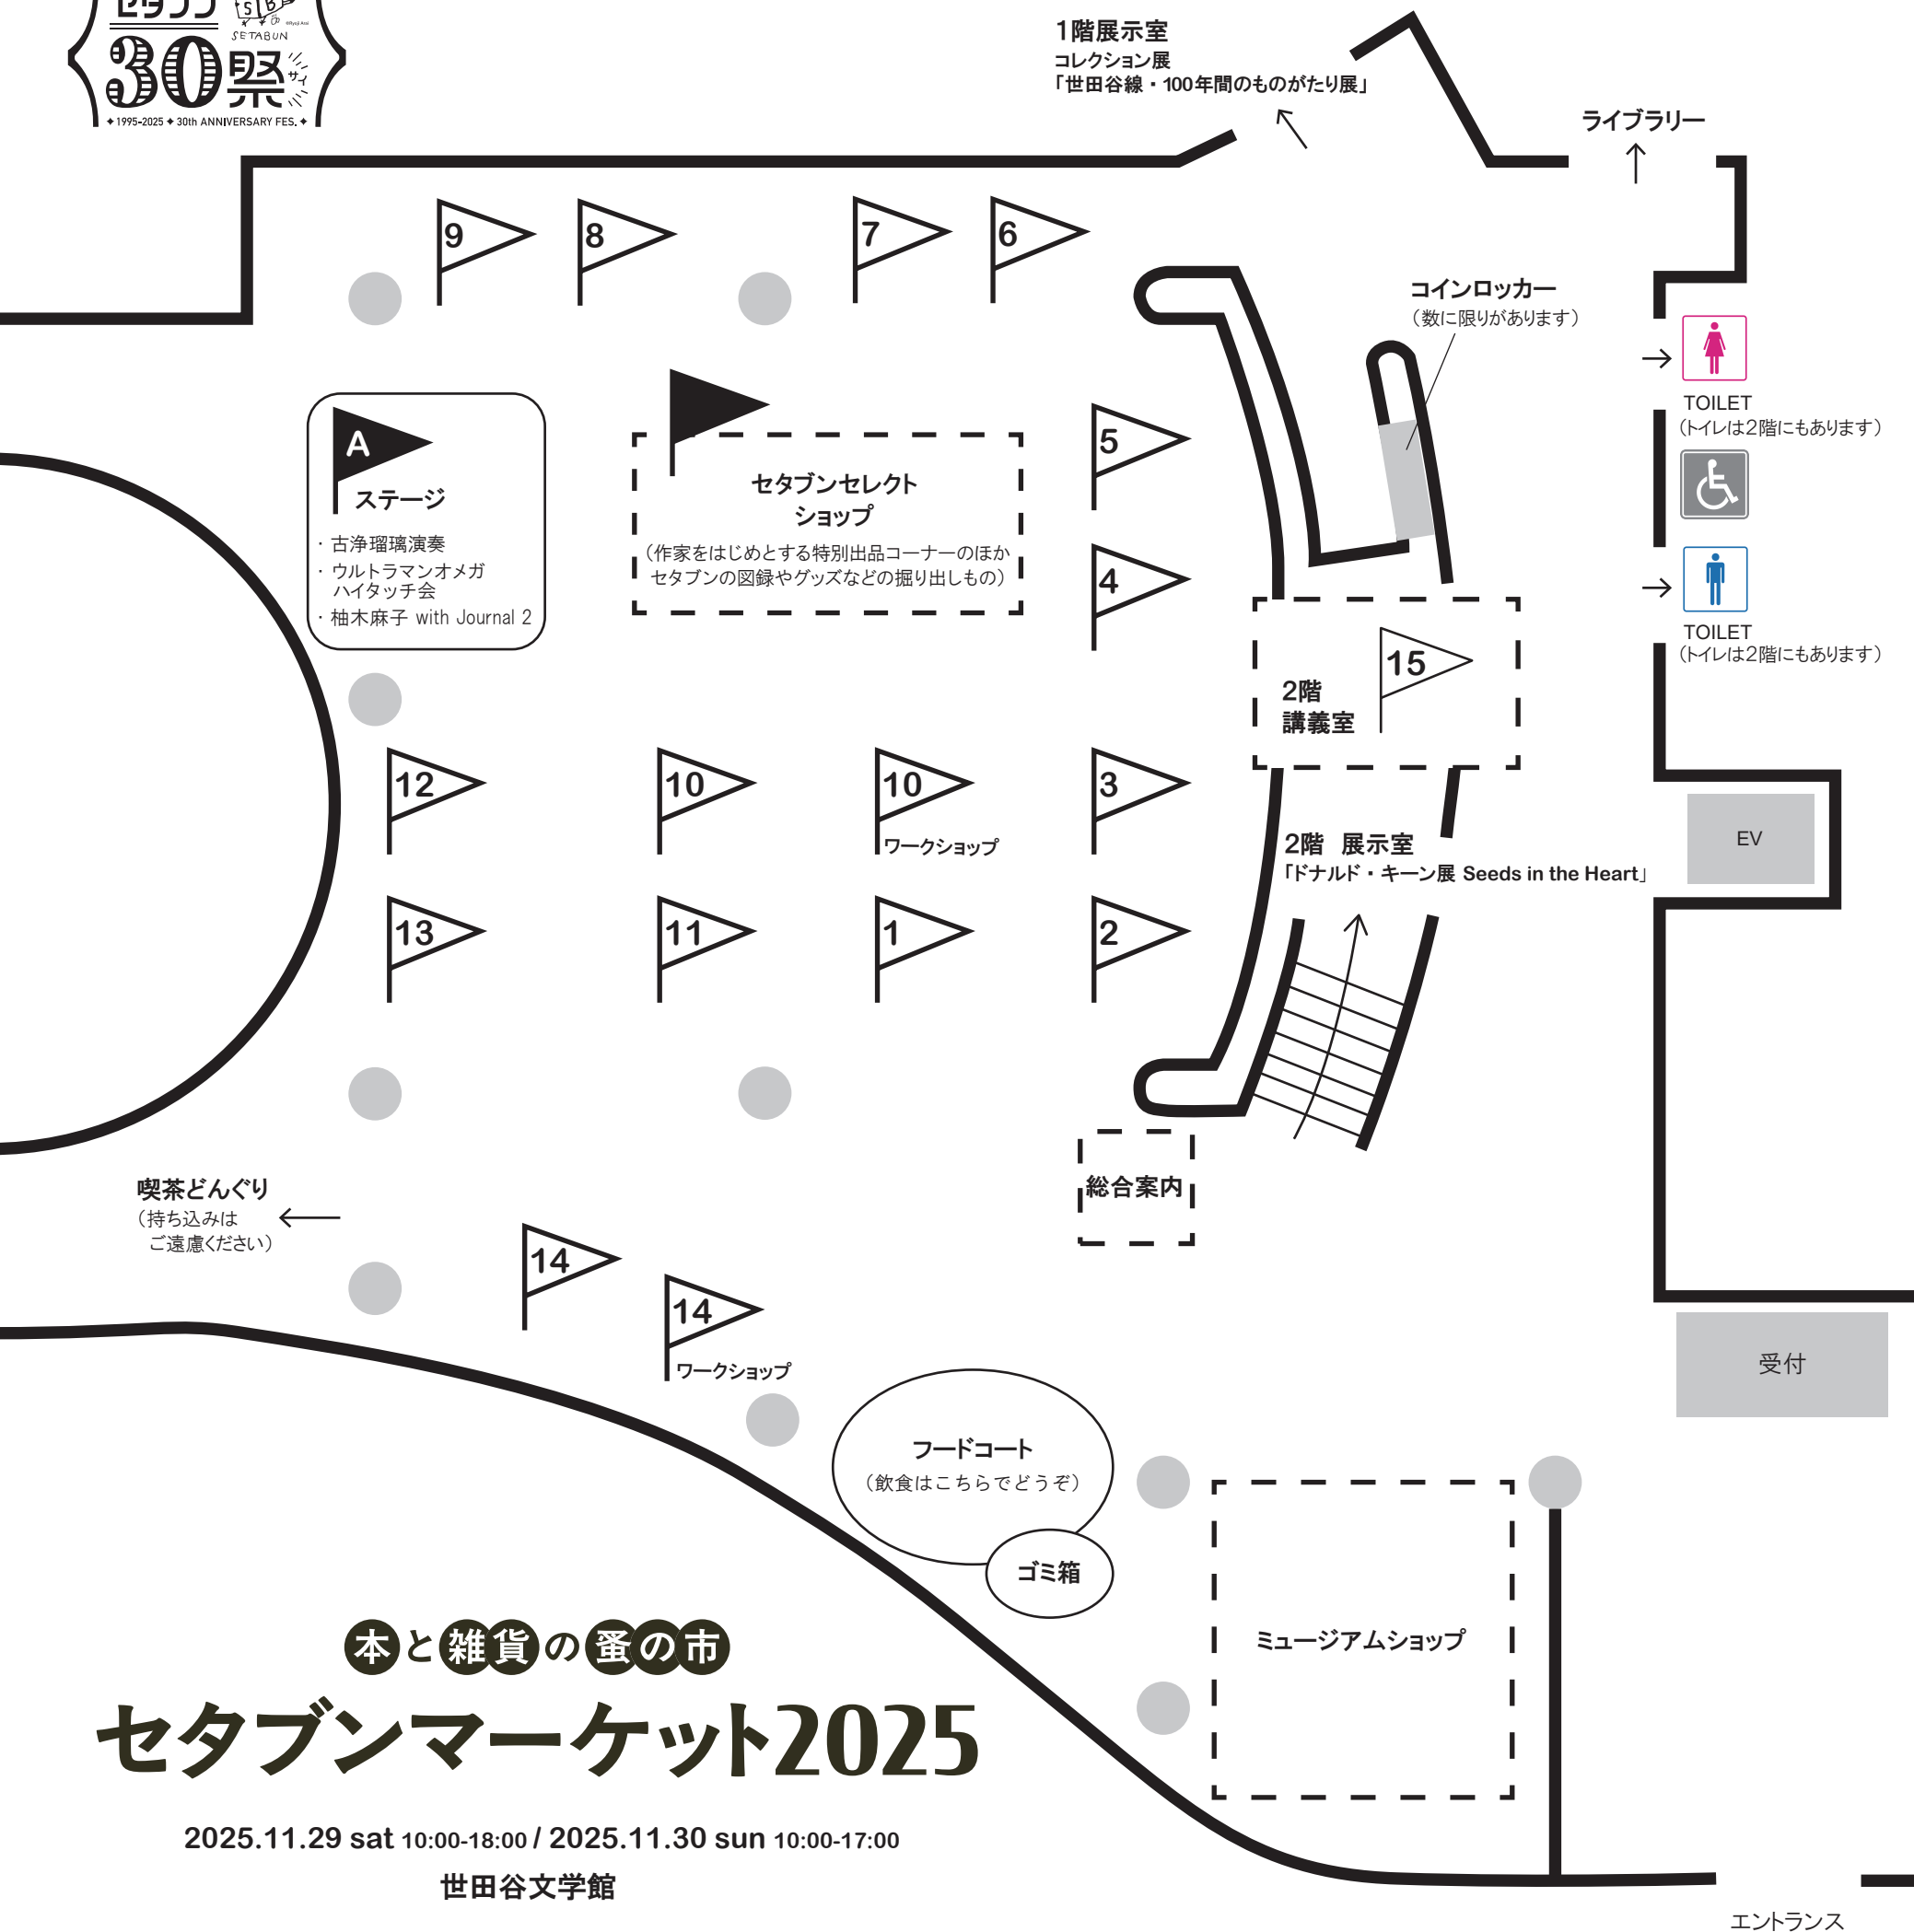 セタブン
SB
©Ryoji Arai
SETABUN
30祭
サイ
✦ 1995-2025 ✦ 30th ANNIVERSARY FES. ✦
1階展示室
コレクション展
「世田谷線・100年間のものがたり展」
ライブラリー
9
8
7
6
コインロッカー
（数に限りがあります）
TOILET
（トイレは2階にもあります）
A
ステージ
・古浄瑠璃演奏
・ウルトラマンオメガ
ハイタッチ会
・柚木麻子 with Journal 2
セタブンセレクト
ショップ
（作家をはじめとする特別出品コーナーのほか
セタブンの図録やグッズなどの掘り出しもの）
5
4
TOILET
（トイレは2階にもあります）
15
2階
講義室
12
10
10
ワークショップ
3
2階 展示室
「ドナルド・キーン展 Seeds in the Heart」
EV
13
11
1
2
総合案内
喫茶どんぐり
（持ち込みは
ご遠慮ください）
14
14
ワークショップ
受付
フードコート
（飲食はこちらでどうぞ）
ゴミ箱
ミュージアムショップ
本と雑貨の蚤の市
セタブンマーケット2025
2025.11.29 sat 10:00-18:00 / 2025.11.30 sun 10:00-17:00
世田谷文学館
エントランス